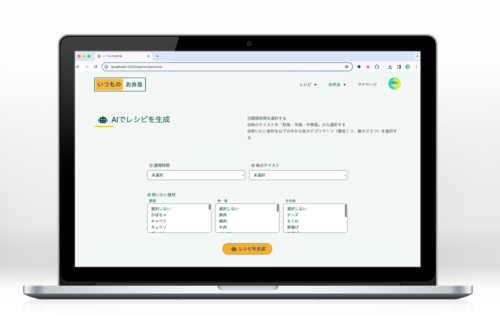 いつものお弁当
localhost:3000
いつもの お弁当
レシピ
お弁当
マイページ
AIでレシピを生成
①調理時間を選択する
②味のテイストを「和風・洋風・中華風」から選択する
③使いたい食材を以下の中から各カテゴリで1つ（最低1つ、最大で3つ）を選択す
る
① 調理時間
② 味のテイスト
未選択
未選択
③ 使いたい食材
野菜
肉・魚
その他
選択しない
選択しない
選択しない
かぼちゃ
豚肉
チーズ
キャベツ
鶏肉
ちくわ
キュウリ
牛肉
厚揚げ
レシピを生成